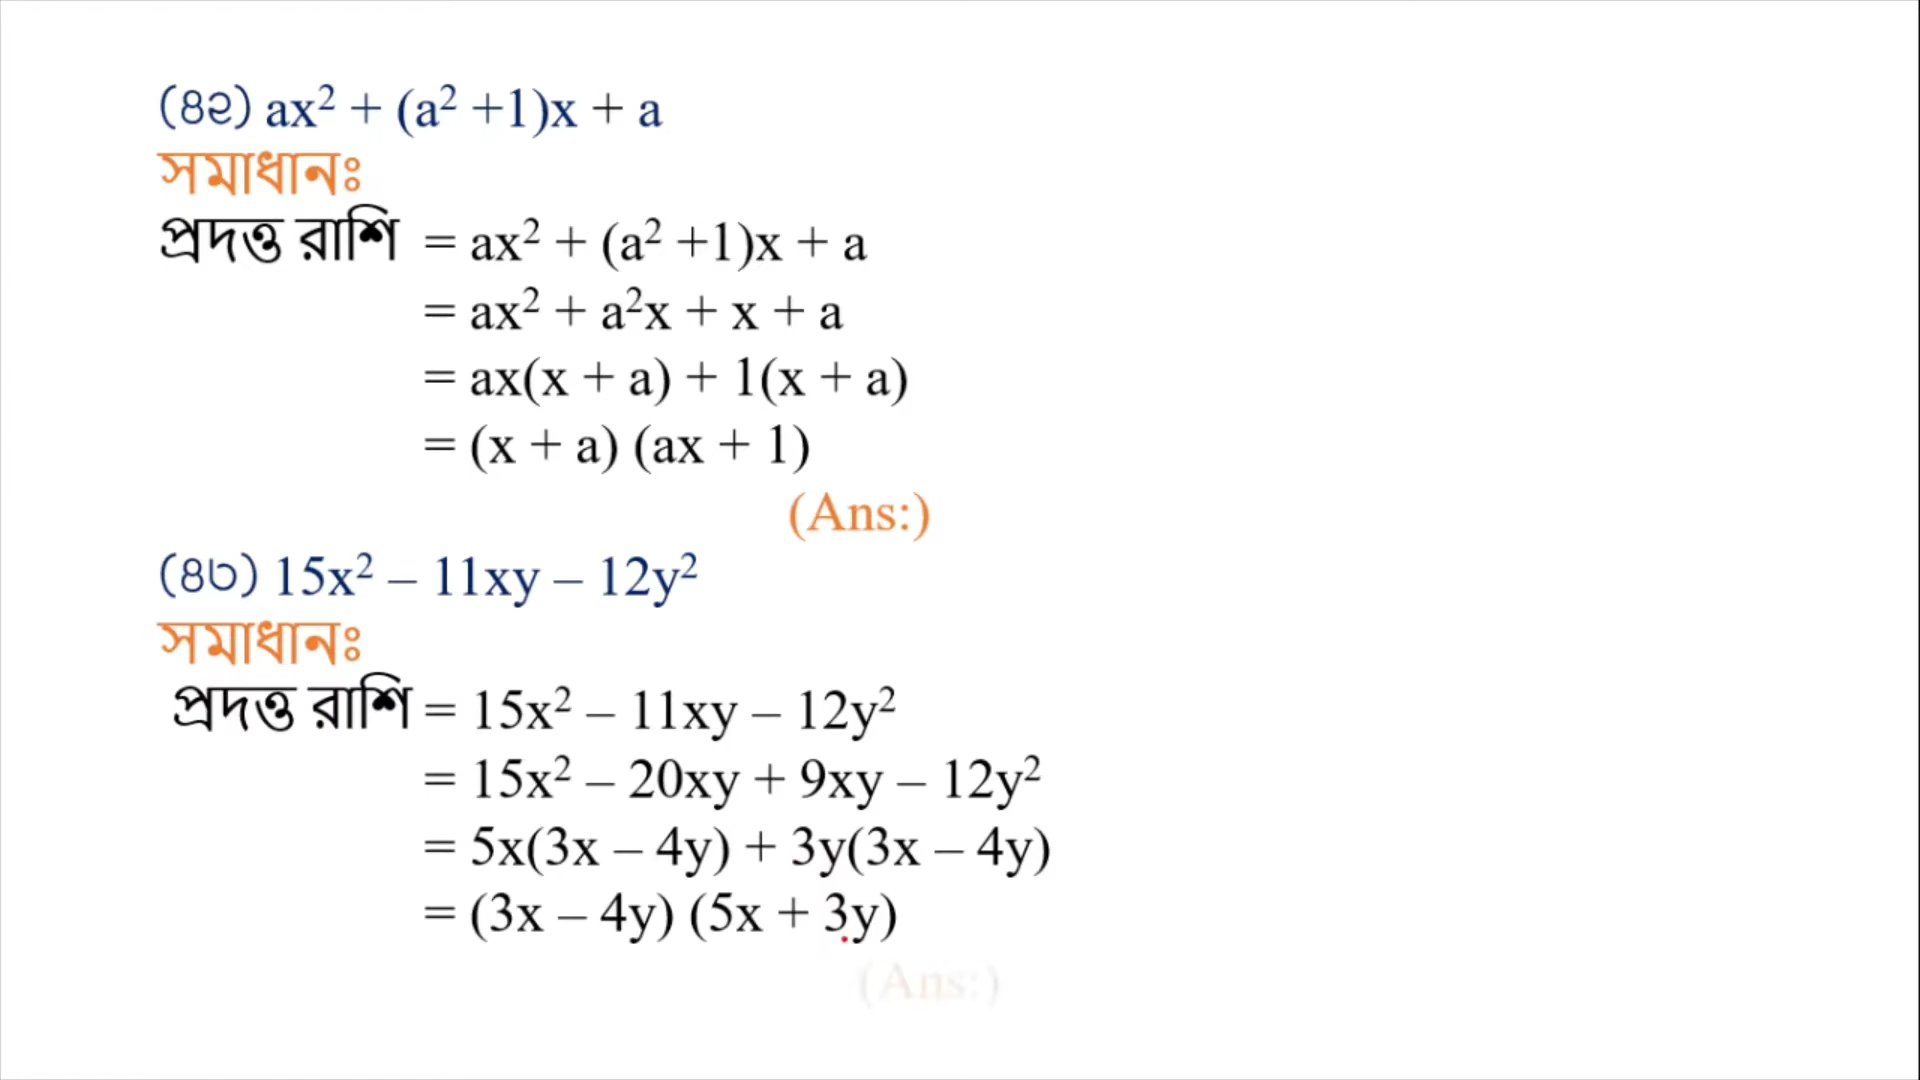 (৪২) ax² + (a² +1)x + a
সমাধানঃ
প্রদত্ত রাশি = ax² + (a² +1)x + a
= ax² + a²x + x + a
= ax(x + a) + 1(x + a)
= (x + a) (ax + 1)
(Ans:)
(৪৩) 15x² – 11xy – 12y²
সমাধানঃ
প্রদত্ত রাশি = 15x² – 11xy – 12y²
= 15x² – 20xy + 9xy – 12y²
= 5x(3x – 4y) + 3y(3x – 4y)
= (3x – 4y) (5x + 3y)
(Ans:)